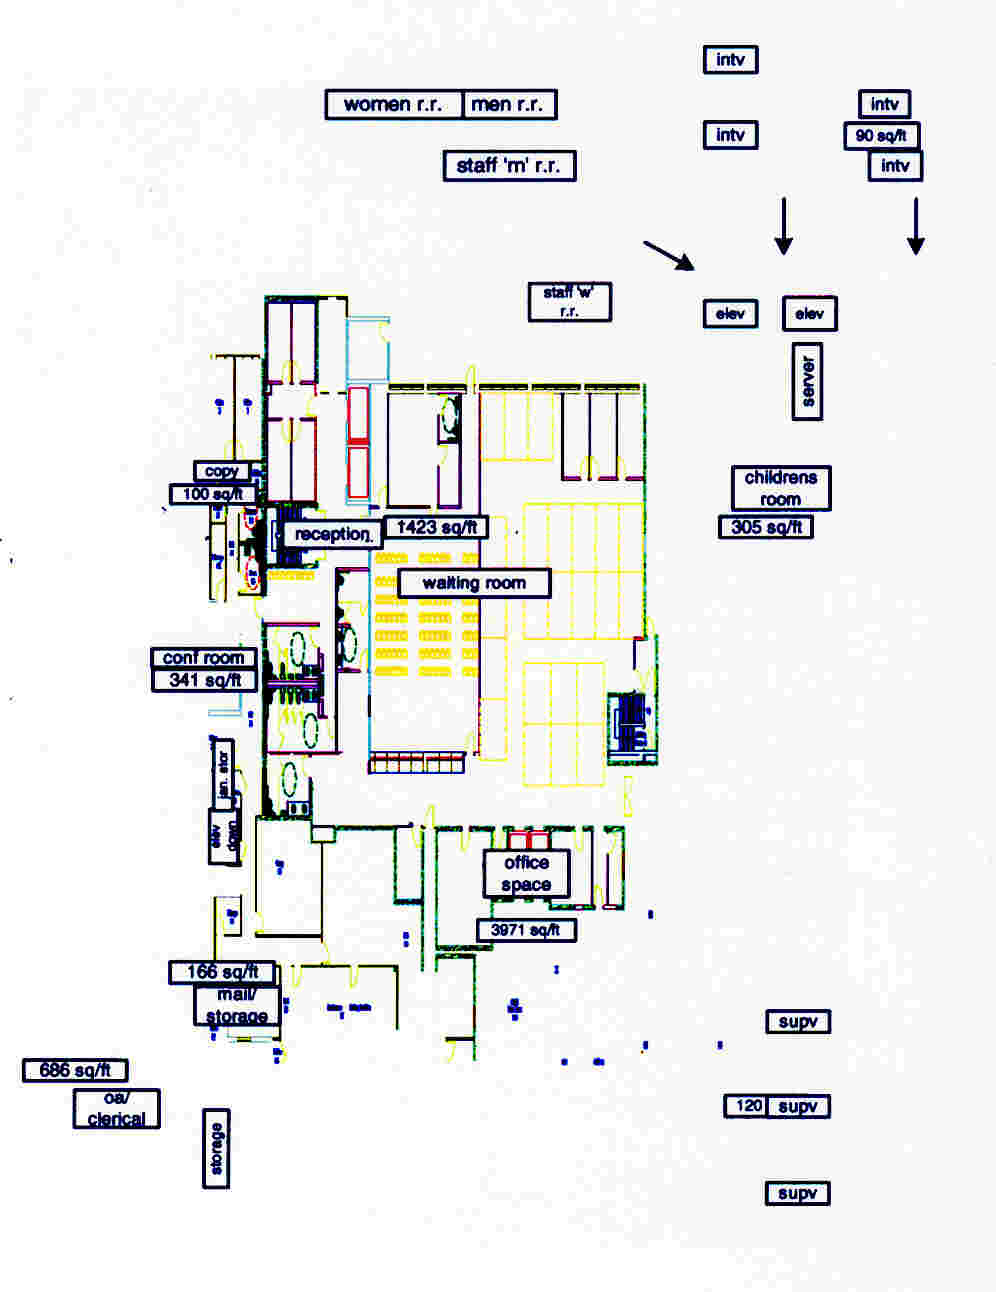 intv
women r.r. men r.r.
intv
intv
90 sq/ft
staff 'm' r.r.
intv
staff 'w'
r.r.
elev
elev
server
copy
100 sq/ft
childrens
room
305 sq/ft
reception
1423 sq/ft
waiting room
conf room
341 sq/ft
jan. stor
elev
down
office
space
3971 sq/ft
166 sq/ft
mail/
storage
supv
686 sq/ft
oa/
clerical
120 supv
storage
supv